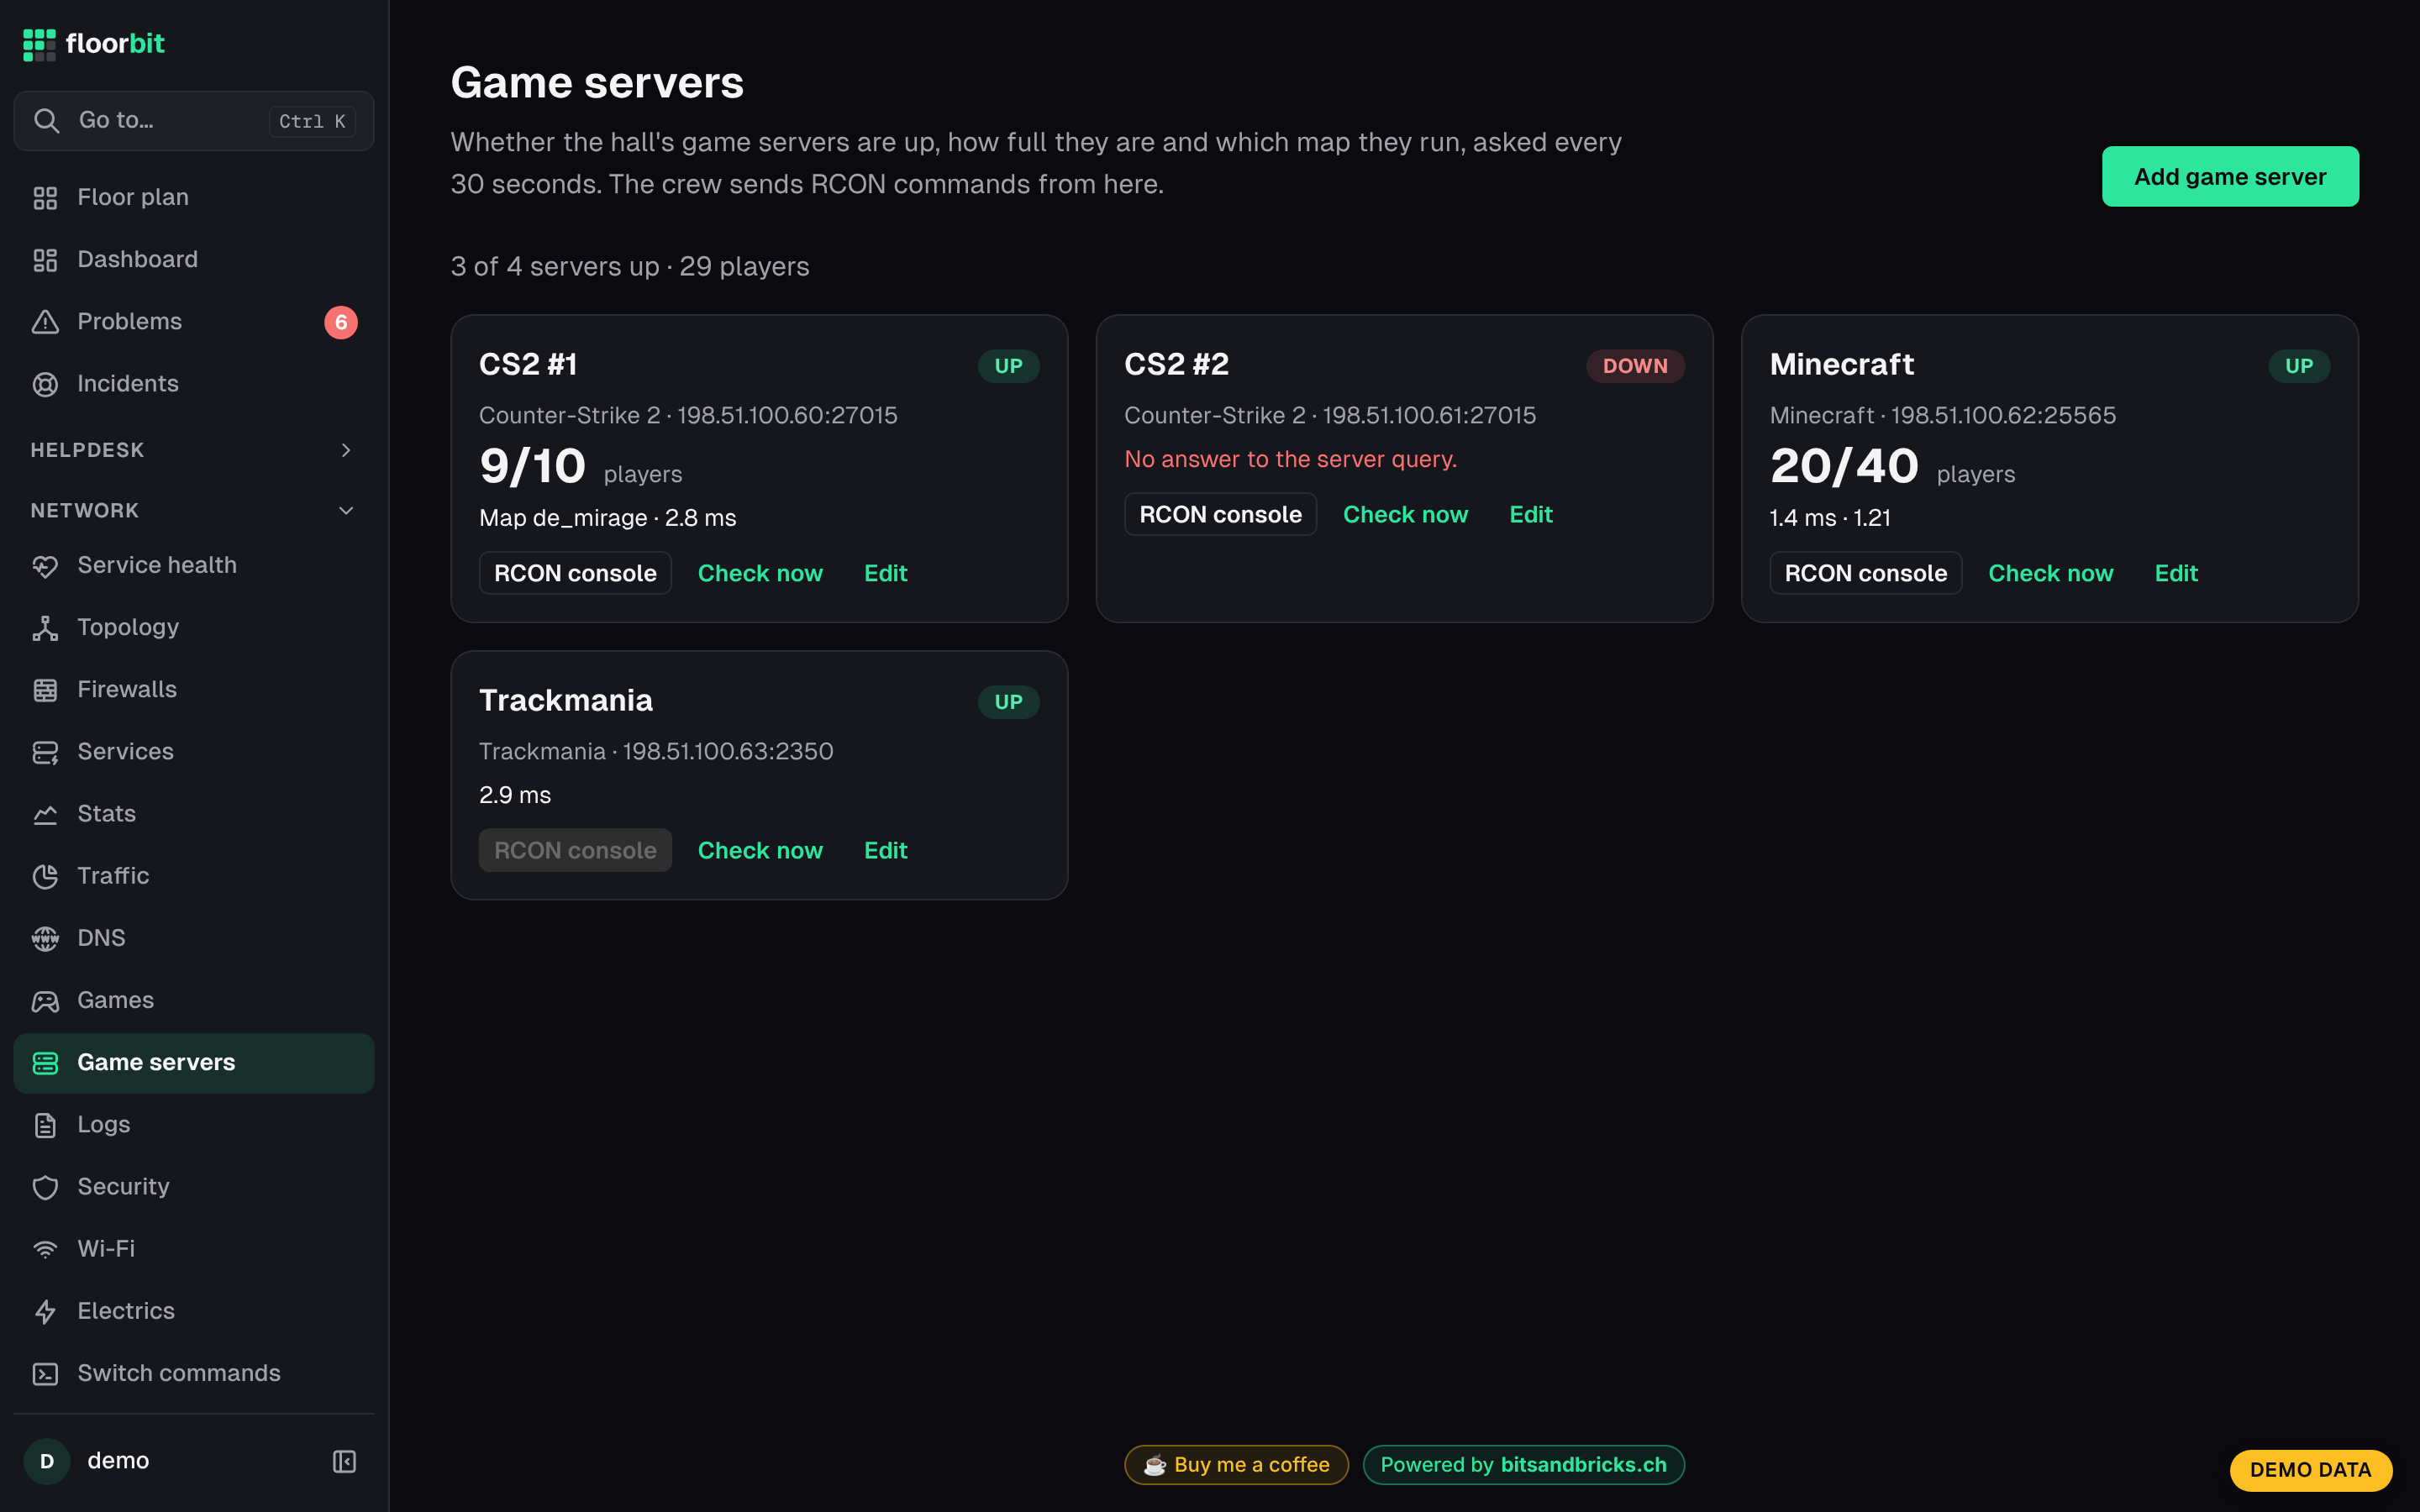 floorbit
Go to...
Ctrl K
Floor plan
Dashboard
Problems
6
Incidents
HELPDESK
NETWORK
Service health
Topology
Firewalls
Services
Stats
Traffic
DNS
Games
Game servers
Logs
Security
Wi-Fi
Electrics
Switch commands
D
demo
Game servers
Whether the hall's game servers are up, how full they are and which map they run, asked every
30 seconds. The crew sends RCON commands from here.
Add game server
3 of 4 servers up · 29 players
CS2 #1
UP
Counter-Strike 2 · 198.51.100.60:27015
9/10 players
Map de_mirage · 2.8 ms
RCON console Check now Edit
CS2 #2
DOWN
Counter-Strike 2 · 198.51.100.61:27015
No answer to the server query.
RCON console Check now Edit
Minecraft
UP
Minecraft · 198.51.100.62:25565
20/40 players
1.4 ms · 1.21
RCON console Check now Edit
Trackmania
UP
Trackmania · 198.51.100.63:2350
2.9 ms
RCON console Check now Edit
Buy me a coffee
Powered by bitsandbricks.ch
DEMO DATA